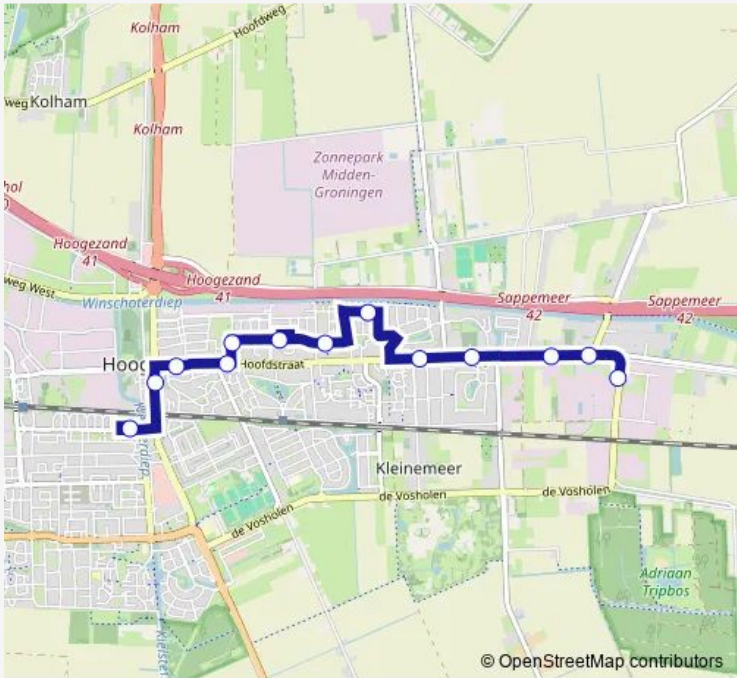 Kolham
Hoofdweg
weg
Kolham
Kolham
Zonnepark
Midden-
Groningen
hol
Hoogezand
41
Hoogezand
41
weg West
Winschoterdiep
Sappemeer
42
Sappemeer
42
Hoog
Hoofdstraat
Kleinemeer
de Vosholen
de Vosholen
de Vosholen
Adriaan
Tripbos
© OpenStreetMap contributors